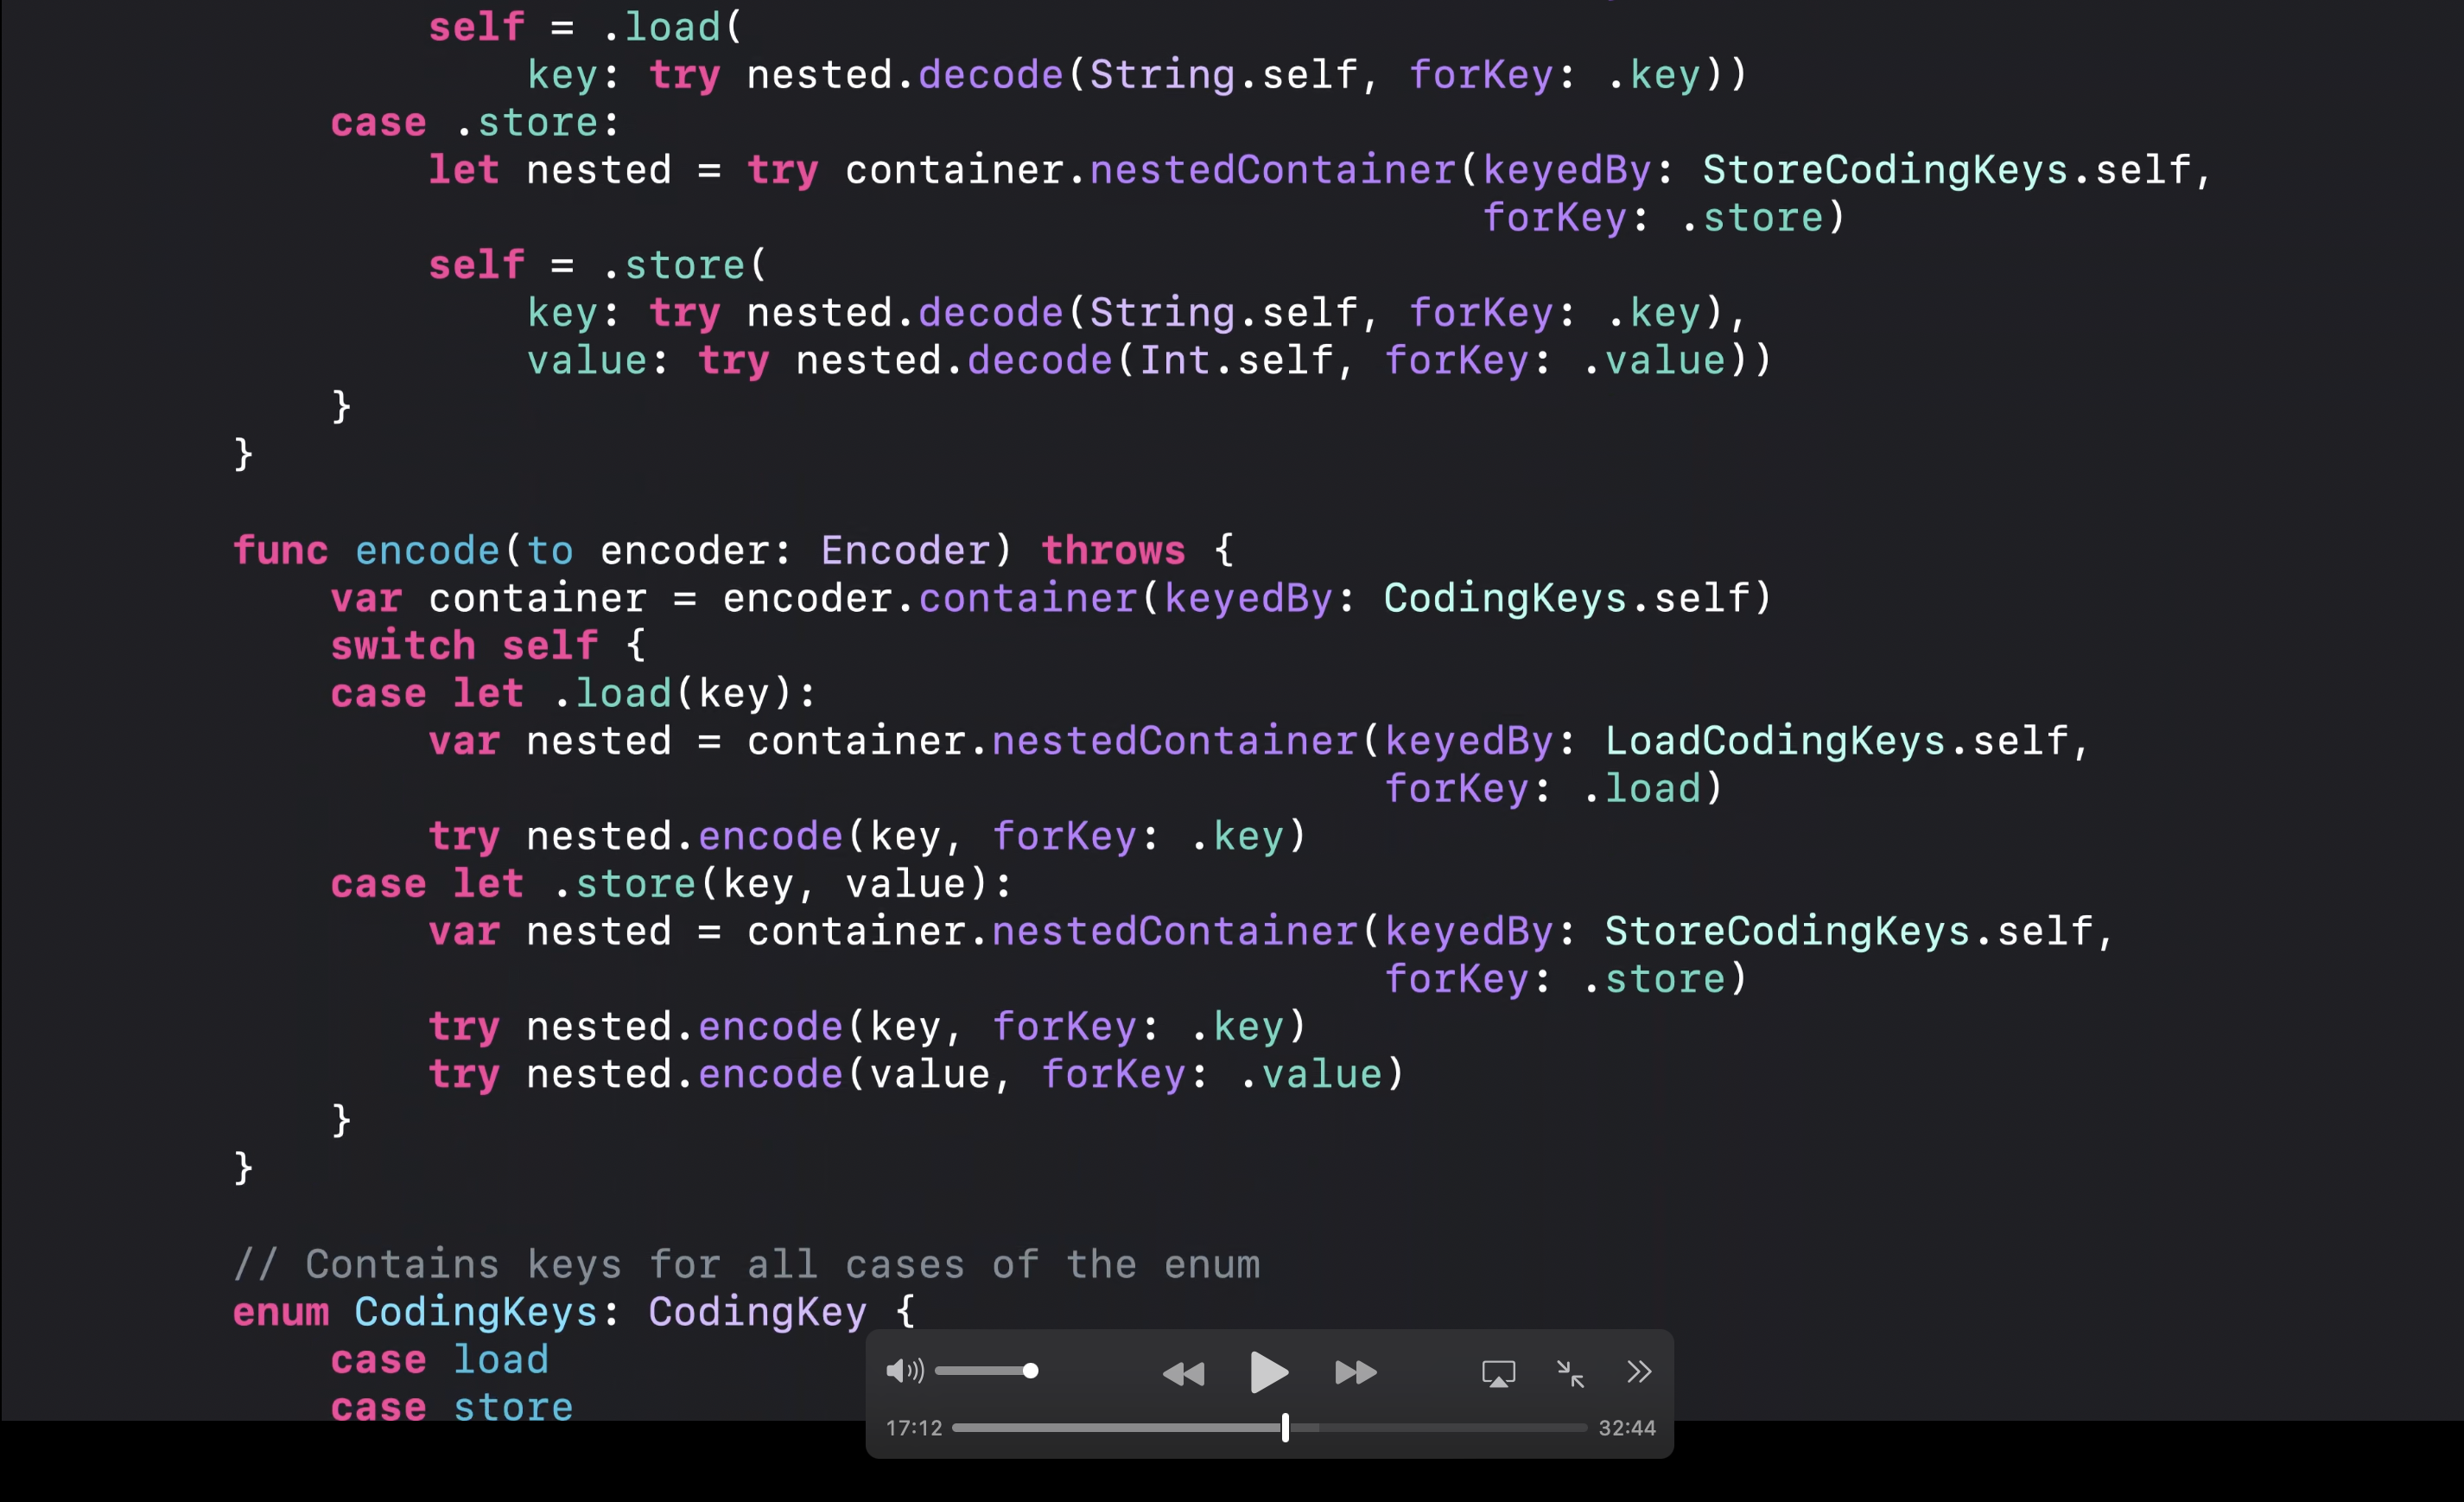 self = .load(
key: try nested.decode(String.self, forKey: .key))
case .store:
let nested = try container.nestedContainer(keyedBy: StoreCodingKeys.self,
forKey: .store)
self = .store(
key: try nested.decode(String.self, forKey: .key),
value: try nested.decode(Int.self, forKey: .value))
}
}
func encode(to encoder: Encoder) throws {
var container = encoder.container(keyedBy: CodingKeys.self)
switch self {
case let .load(key):
var nested = container.nestedContainer(keyedBy: LoadCodingKeys.self,
forKey: .load)
try nested.encode(key, forKey: .key)
case let .store(key, value):
var nested = container.nestedContainer(keyedBy: StoreCodingKeys.self,
forKey: .store)
try nested.encode(key, forKey: .key)
try nested.encode(value, forKey: .value)
}
}
// Contains keys for all cases of the enum
enum CodingKeys: CodingKey {
case load
case store
17:12 32:44